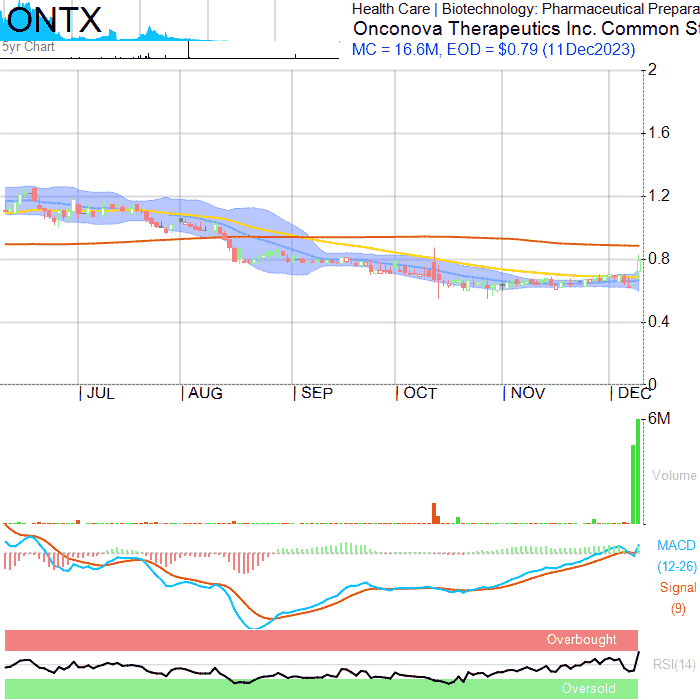 ONTX
5yr Chart
Health Care | Biotechnology: Pharmaceutical Prepara
Onconova Therapeutics Inc. Common St
MC = 16.6M, EOD = $0.79 (11Dec2023)
2
1.6
1.2
0.8
0.4
0
JUL AUG SEP OCT NOV DEC
6M
Volume
MACD
(12-26)
Signal
(9)
Overbought
RSI(14)
Oversold